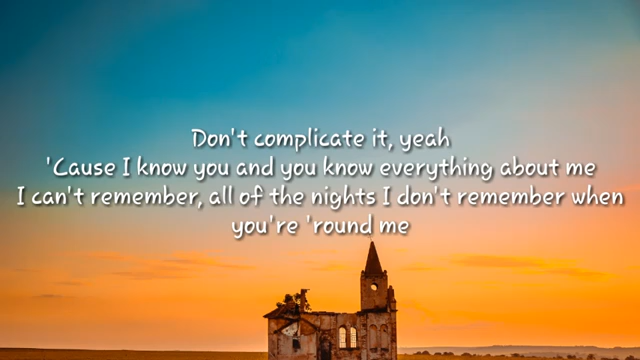 Don't complicate it, yeah
'Cause I know you and you know everything about me
I can't remember, all of the nights I don't remember when
you're 'round me